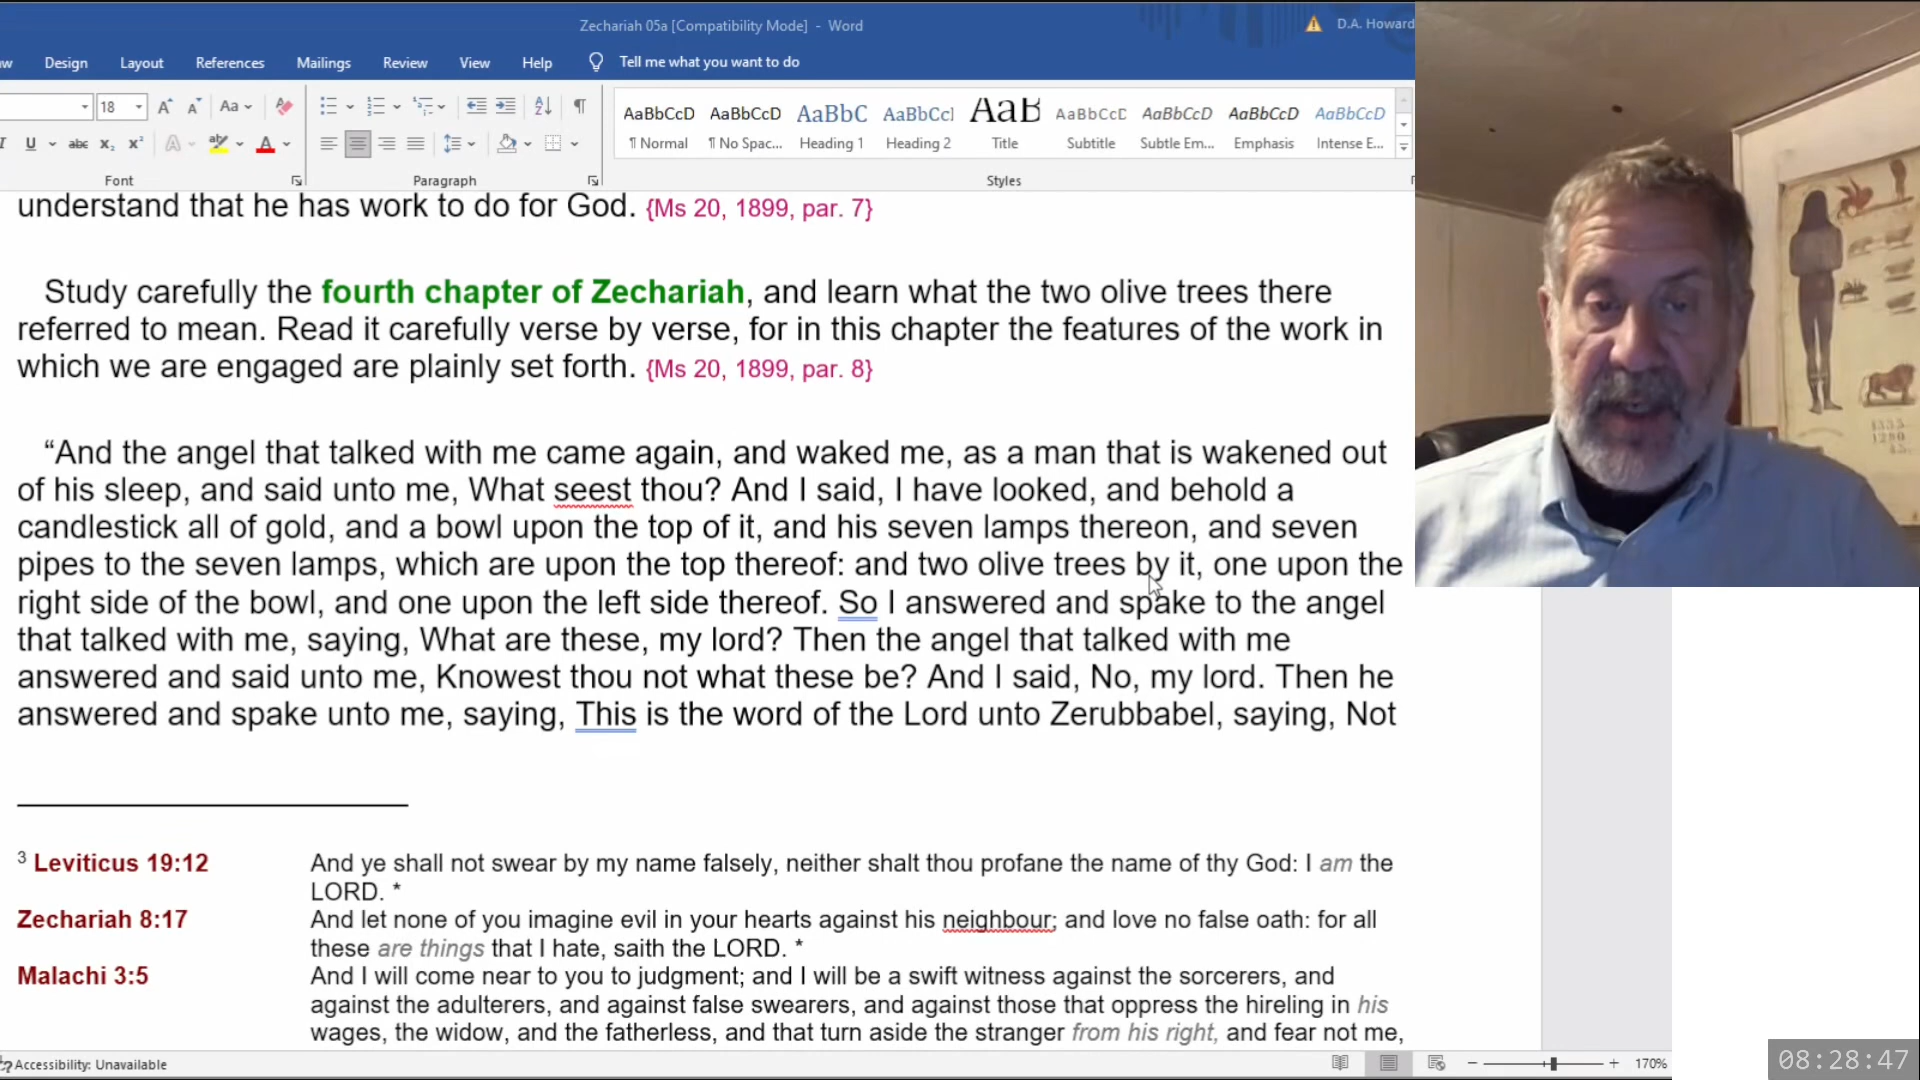 Zechariah 05a [Compatibility Mode] - Word
D.A. Howard
Design Layout References Mailings Review View Help Tell me what you want to do
18 Aa
U abc x₂ x² A
AaBbCcD AaBbCcD AaBbC AaBbCcl AaB AaBbCcC AaBbCcD AaBbCcD AaBbCcD
¶ Normal ¶ No Spac... Heading 1 Heading 2 Title Subtitle Subtle Em... Emphasis Intense E...
Font Paragraph Styles
understand that he has work to do for God. {Ms 20, 1899, par. 7}
Study carefully the fourth chapter of Zechariah, and learn what the two olive trees there
referred to mean. Read it carefully verse by verse, for in this chapter the features of the work in
which we are engaged are plainly set forth. {Ms 20, 1899, par. 8}
“And the angel that talked with me came again, and waked me, as a man that is wakened out
of his sleep, and said unto me, What seest thou? And I said, I have looked, and behold a
candlestick all of gold, and a bowl upon the top of it, and his seven lamps thereon, and seven
pipes to the seven lamps, which are upon the top thereof: and two olive trees by it, one upon the
right side of the bowl, and one upon the left side thereof. So I answered and spake to the angel
that talked with me, saying, What are these, my lord? Then the angel that talked with me
answered and said unto me, Knowest thou not what these be? And I said, No, my lord. Then he
answered and spake unto me, saying, This is the word of the Lord unto Zerubbabel, saying, Not
3 Leviticus 19:12 And ye shall not swear by my name falsely, neither shalt thou profane the name of thy God: I am the
LORD. *
Zechariah 8:17 And let none of you imagine evil in your hearts against his neighbour; and love no false oath: for all
these are things that I hate, saith the LORD. *
Malachi 3:5 And I will come near to you to judgment; and I will be a swift witness against the sorcerers, and
against the adulterers, and against false swearers, and against those that oppress the hireling in his
wages, the widow, and the fatherless, and that turn aside the stranger from his right, and fear not me,
Accessibility: Unavailable
170%
08:28:47